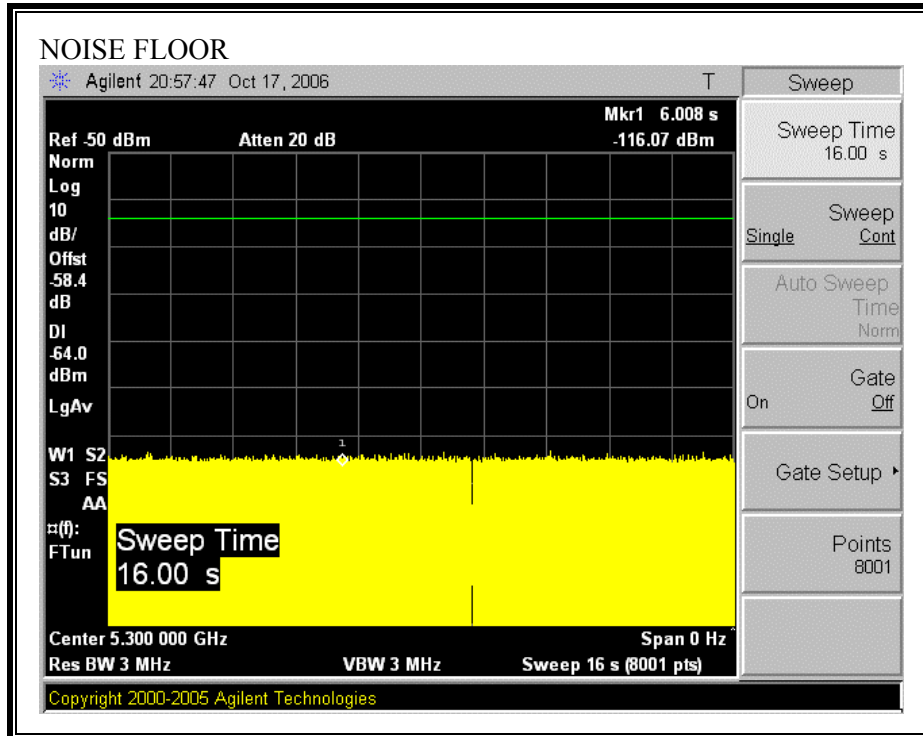 NOISE FLOOR
Agilent 20:57:47 Oct 17, 2006 T
Mkr1 6.008 s
Ref -50 dBm Atten 20 dB -116.07 dBm
Norm
Log
10
dB/
Offst
-58.4
dB
DI
-64.0
dBm
LgAv
1
W1 S2
S3 FS
AA
¤(f):
FTun
Sweep Time
16.00 s
Center 5.300 000 GHz Span 0 Hz^
Res BW 3 MHz VBW 3 MHz Sweep 16 s (8001 pts)
Copyright 2000-2005 Agilent Technologies
Sweep
Sweep Time
16.00 s
Sweep
Single Cont
Auto Sweep
Time
Norm
Gate
On Off
Gate Setup
Points
8001